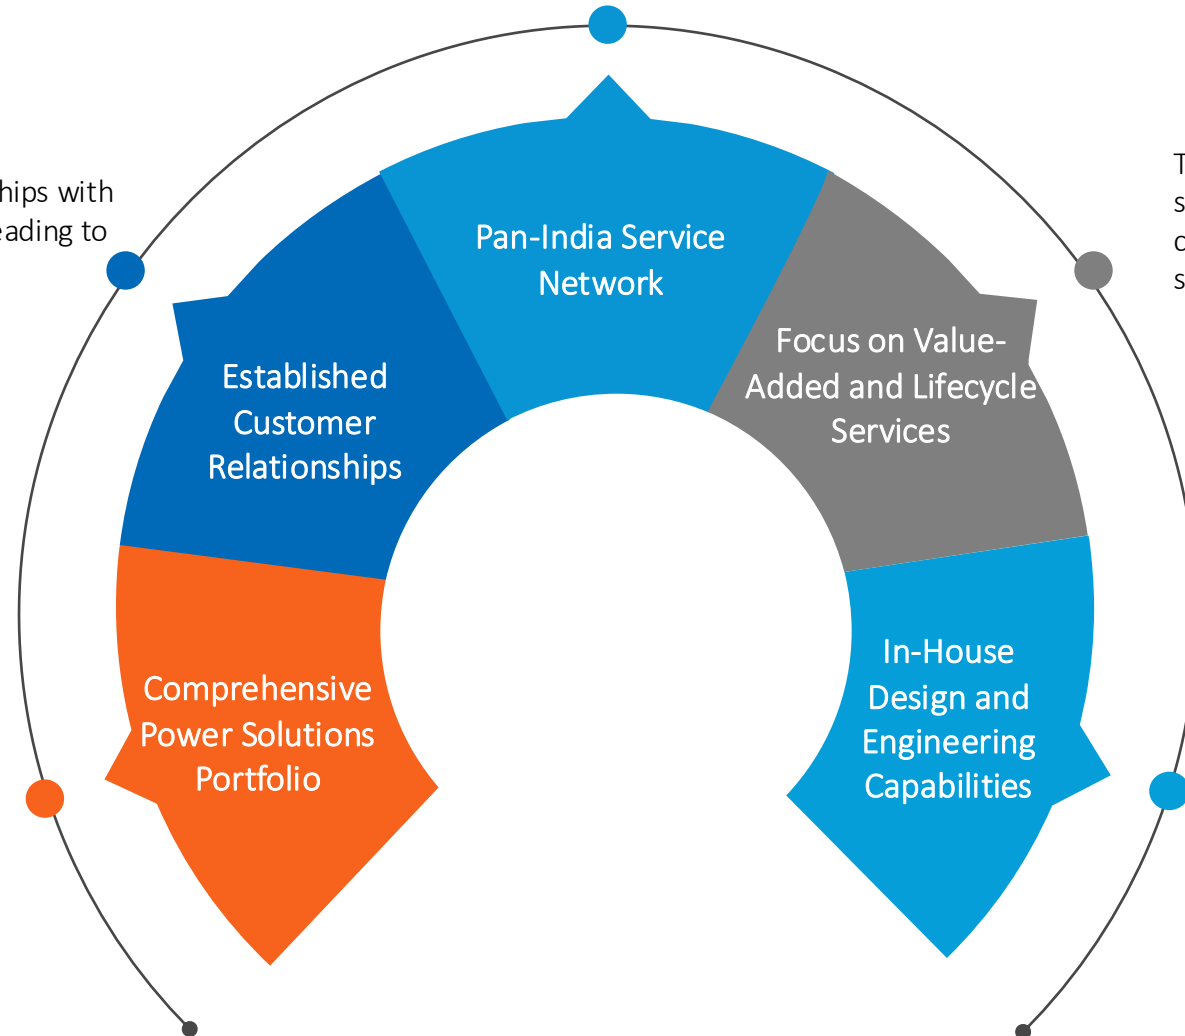 hips with
eading to
Pan-India Service
Network
Focus on Value-
Added and Lifecycle
Services
Established
Customer
Relationships
In-House
Design and
Engineering
Capabilities
Comprehensive
Power Solutions
Portfolio